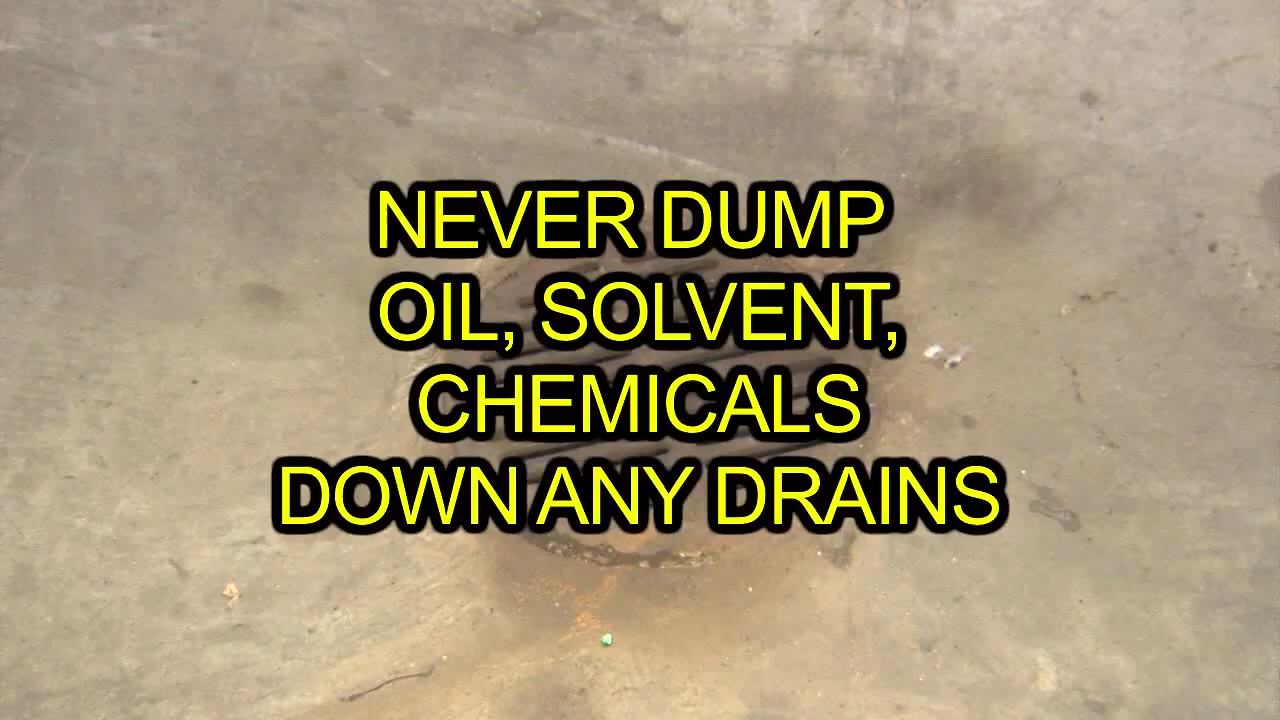 NEVER DUMP
OIL, SOLVENT,
CHEMICALS
DOWN ANY DRAINS